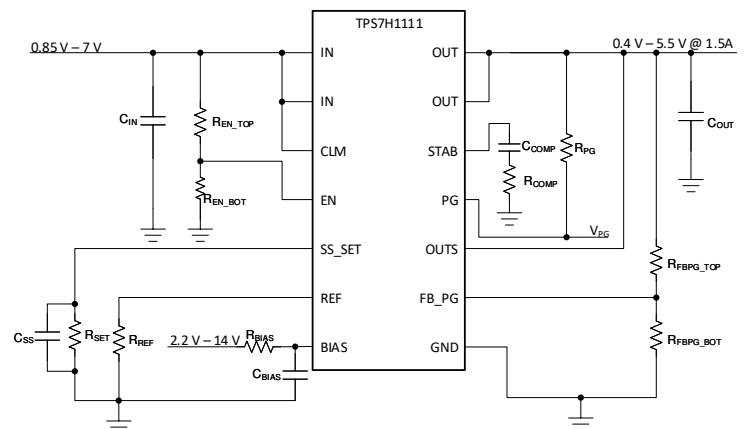 TPS7H1111
0.85 V – 7 V
0.4 V – 5.5 V @ 1.5A
IN
OUT
IN
OUT
CIN
REN_TOP
COUT
CLM
STAB
CCOMP
RPG
RCOMP
REN_BOT
EN
PG
VPG
SS_SET
OUTS
RFBPG_TOP
REF
FB_PG
CSS
RSET
RREF
2.2 V – 14 V
RBIAS
BIAS
GND
RFBPG_BOT
CBIAS